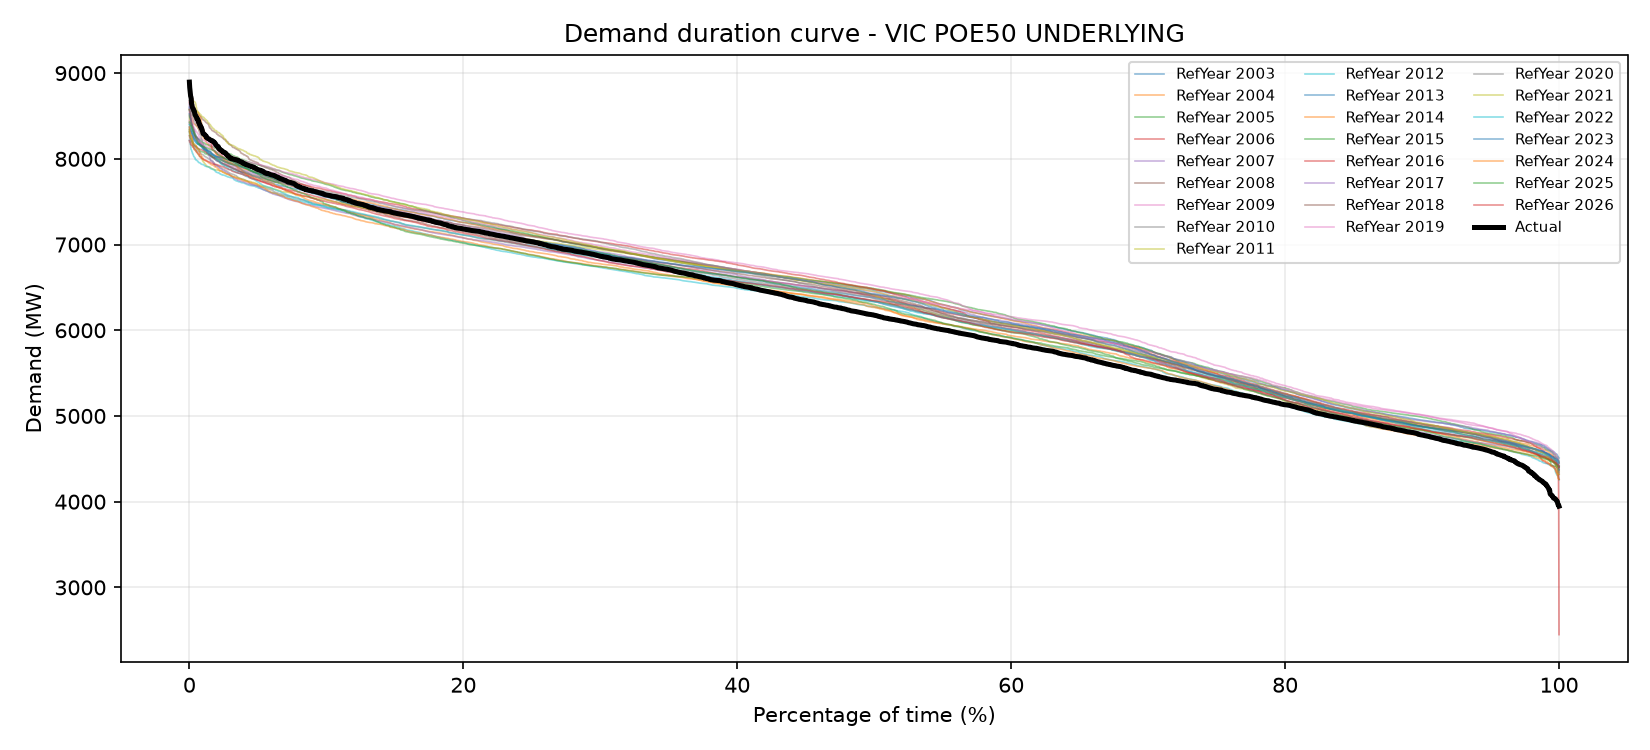 Demand duration curve - VIC POE50 UNDERLYING
9000
8000
7000
6000
5000
4000
3000
Demand (MW)
RefYear 2003
RefYear 2004
RefYear 2005
RefYear 2006
RefYear 2007
RefYear 2008
RefYear 2009
RefYear 2010
RefYear 2011
RefYear 2012
RefYear 2013
RefYear 2014
RefYear 2015
RefYear 2016
RefYear 2017
RefYear 2018
RefYear 2019
RefYear 2020
RefYear 2021
RefYear 2022
RefYear 2023
RefYear 2024
RefYear 2025
RefYear 2026
Actual
0
20
40
60
80
100
Percentage of time (%)